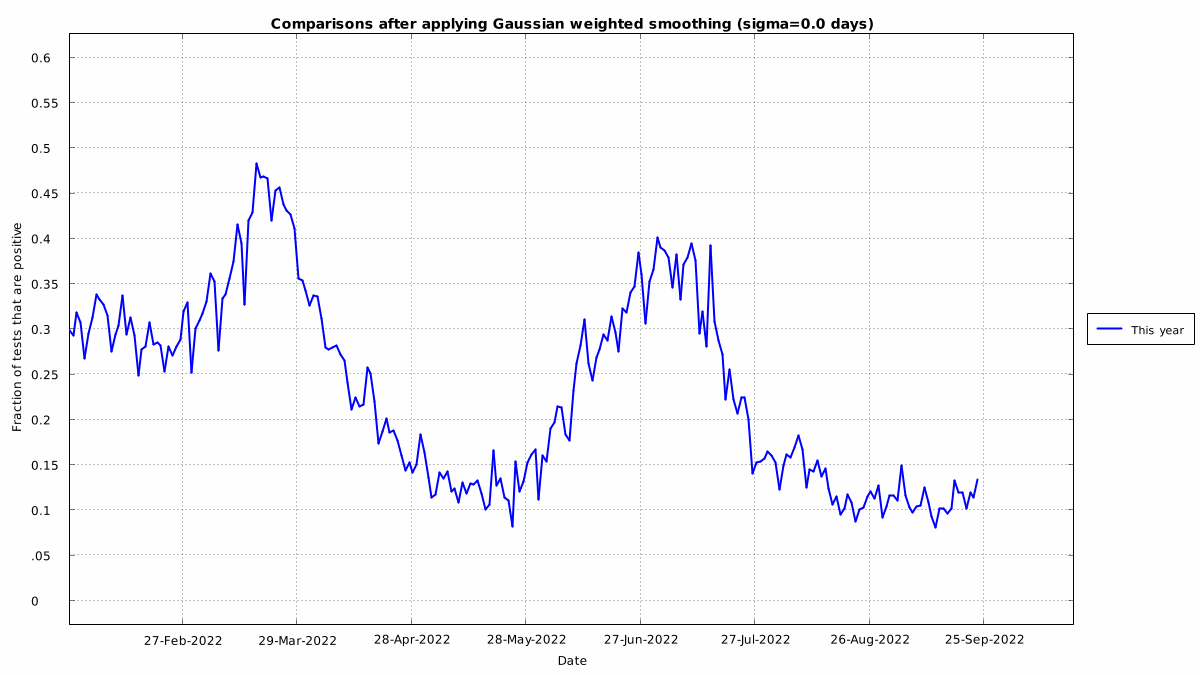 Comparisons after applying Gaussian weighted smoothing (sigma=0.0 days)
0.6
0.55
0.5
0.45
0.4
0.35
0.3
0.25
0.2
0.15
0.1
.05
0
Fraction of tests that are positive
27-Feb-2022 29-Mar-2022 28-Apr-2022 28-May-2022 27-Jun-2022 27-Jul-2022 26-Aug-2022 25-Sep-2022
Date
This year